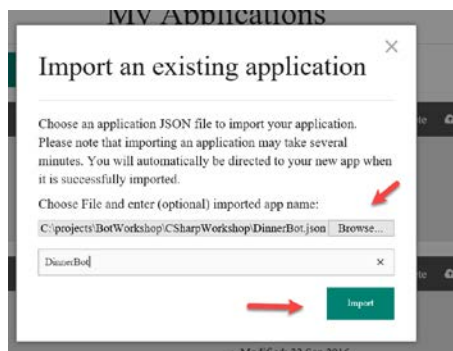 My Applications
Import an existing application
Choose an application JSON file to import your application.
Please note that importing an application may take several
minutes. You will automatically be directed to your new app when
it is successfully imported.
Choose File and enter (optional) imported app name:
C:\projects\BotWorkshop\CSharpWorkshop\DinnerBot.json Browse...
DinnerBot
Import